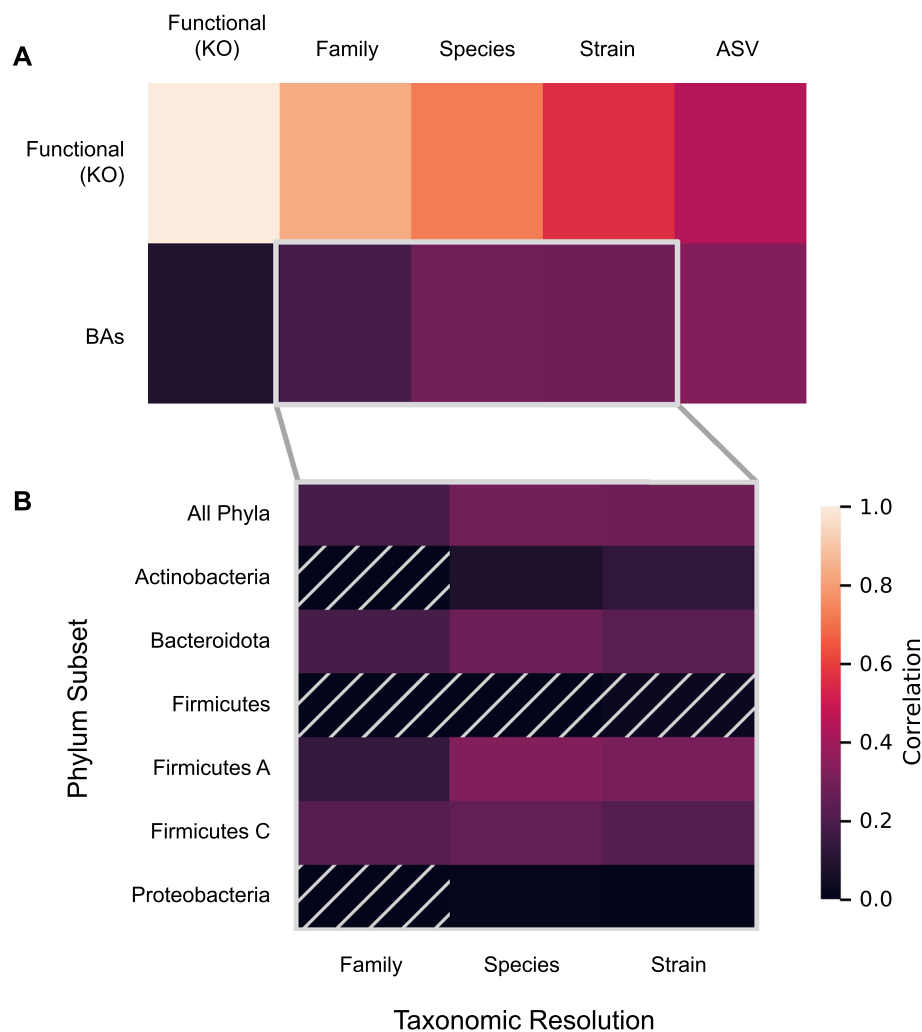 A
Functional
(KO)
Family
Species
Strain
ASV
Functional
(KO)
BAs
B
All Phyla
Actinobacteria
Bacteroidota
Firmicutes
Firmicutes A
Firmicutes C
Proteobacteria
Phylum Subset
Family
Species
Strain
Taxonomic Resolution
1.0
0.8
0.6
0.4
0.2
0.0
Correlation